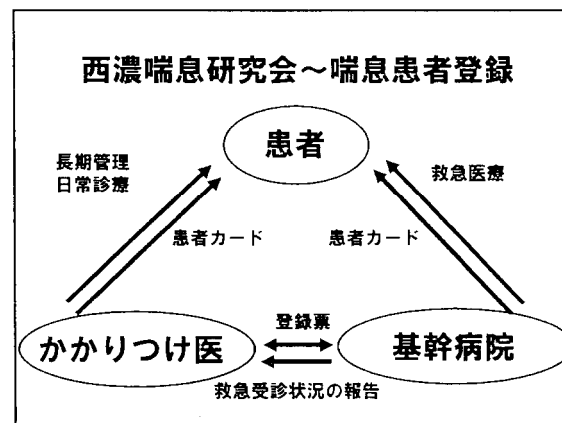 西濃喘息研究会～喘息患者登録
患者
長期管理
日常診療
救急医療
患者カード
患者カード
登録票
かかりつけ医
基幹病院
救急受診状況の報告